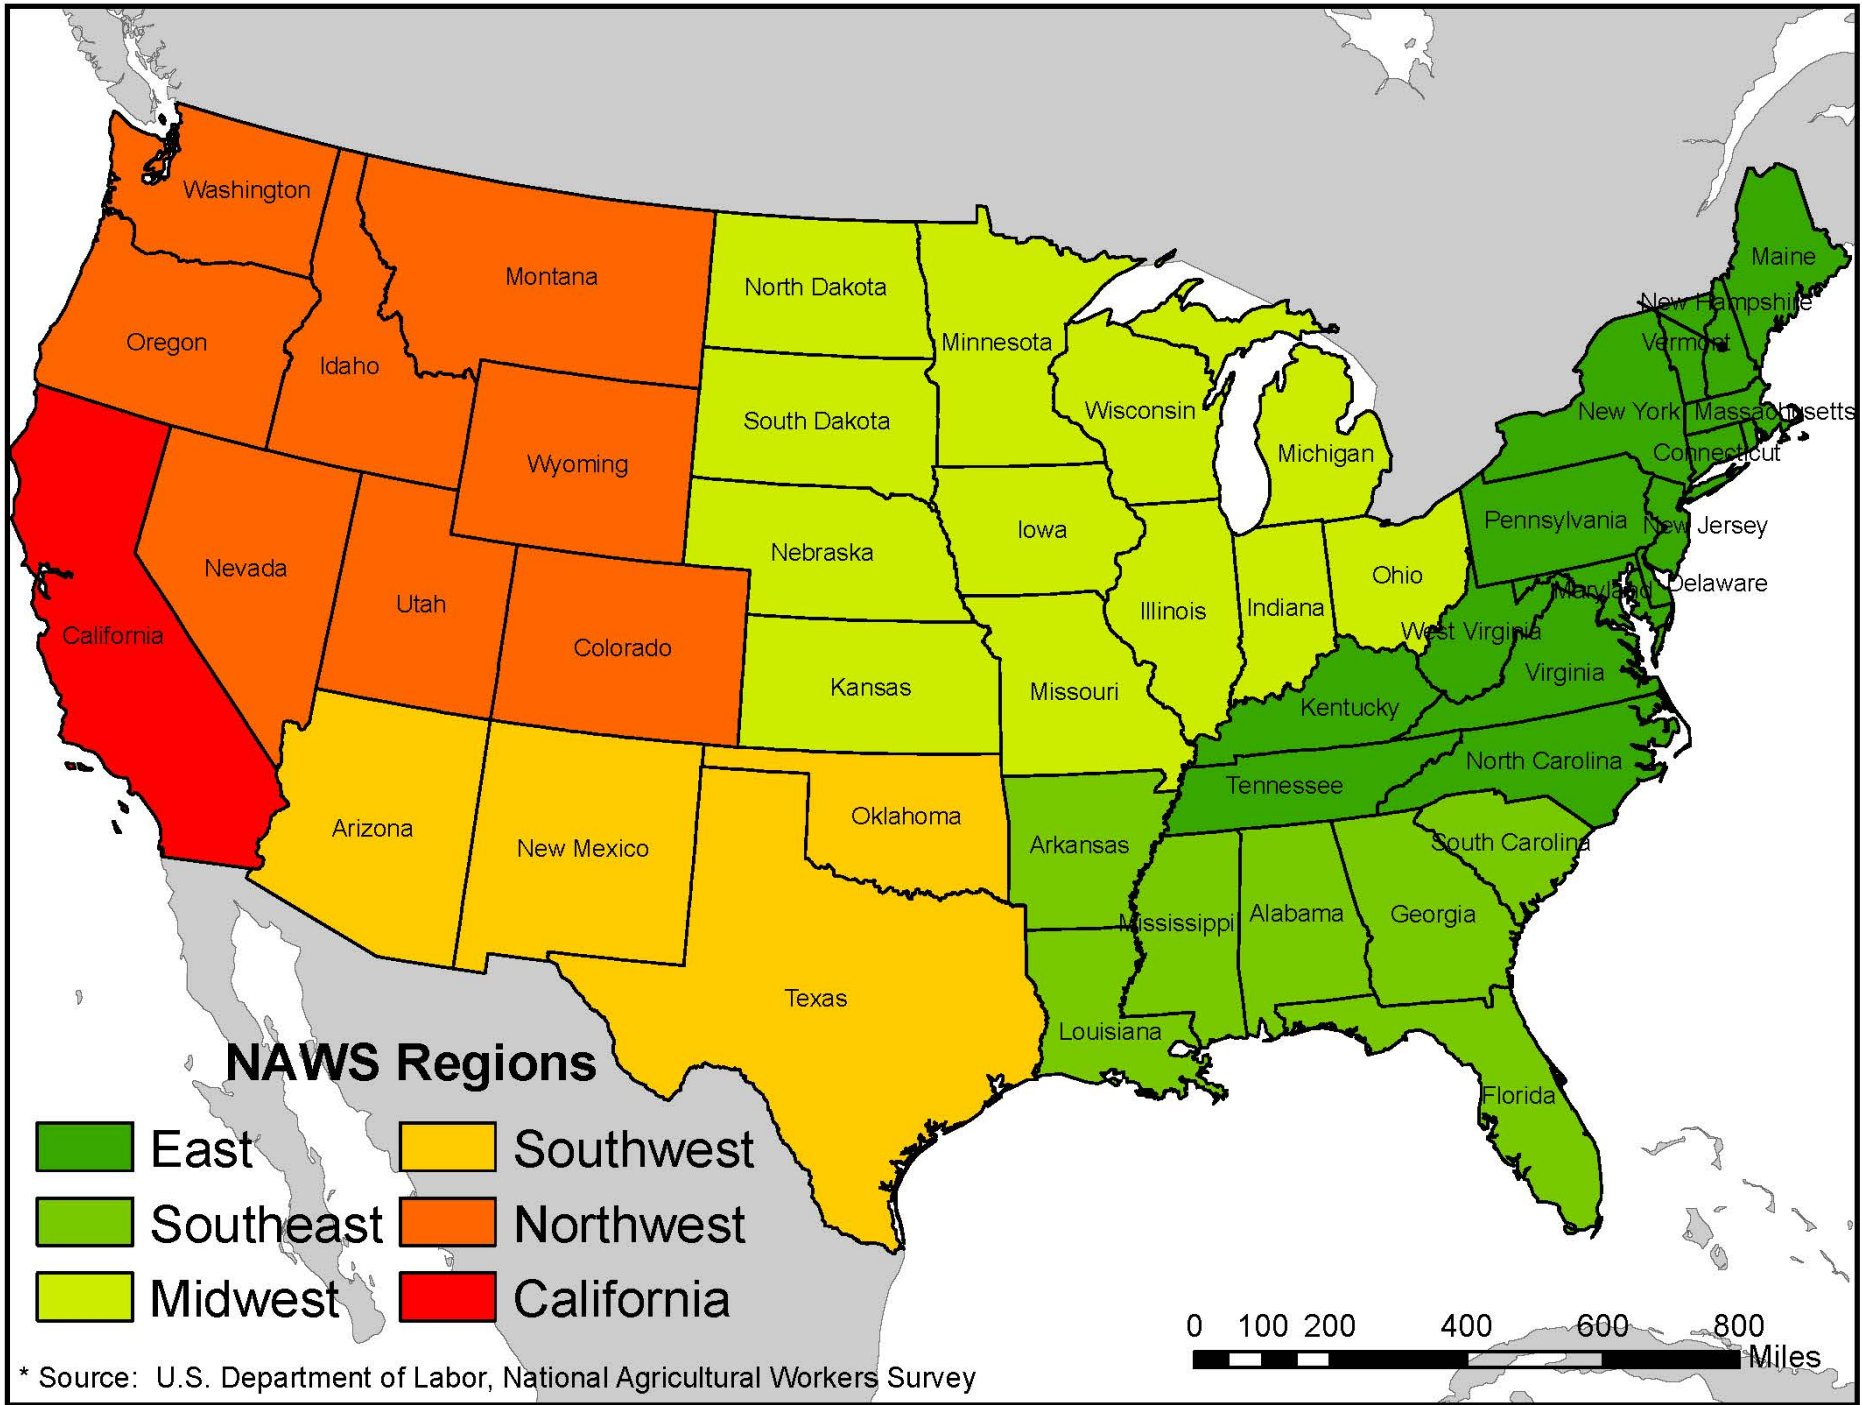 Washington
Montana
North Dakota
Minnesota
Maine
New Hampshire
Vermont
Oregon
Idaho
South Dakota
Wisconsin
Michigan
New York
Massachusetts
Connecticut
Wyoming
Nebraska
Iowa
Pennsylvania
New Jersey
Nevada
Utah
Colorado
Kansas
Missouri
Illinois
Indiana
Ohio
Maryland
Delaware
West Virginia
Virginia
California
Kentucky
North Carolina
Tennessee
Arizona
New Mexico
Oklahoma
Arkansas
South Carolina
Mississippi
Alabama
Georgia
Texas
Louisiana
Florida
NAWS Regions
East
Southwest
Southeast
Northwest
Midwest
California
0 100 200 400 600 800
Miles
* Source: U.S. Department of Labor, National Agricultural Workers Survey